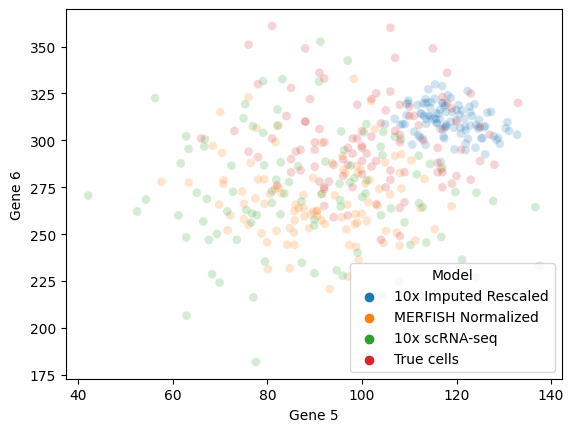 350
325
300
275
250
225
200
175
Gene 6
40
60
80
100
120
140
Gene 5
Model
10x Imputed Rescaled
MERFISH Normalized
10x scRNA-seq
True cells